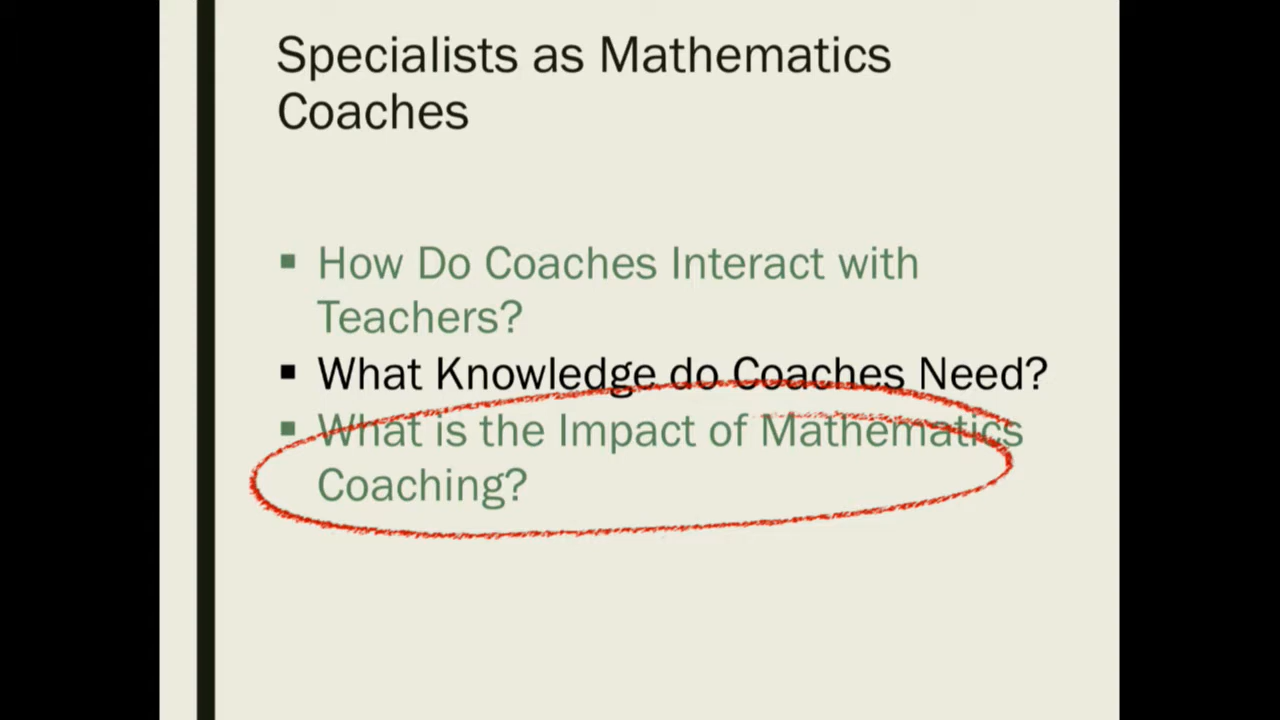 Specialists as Mathematics
Coaches
▪ How Do Coaches Interact with
Teachers?
▪ What Knowledge do Coaches Need?
▪ What is the Impact of Mathematics
Coaching?